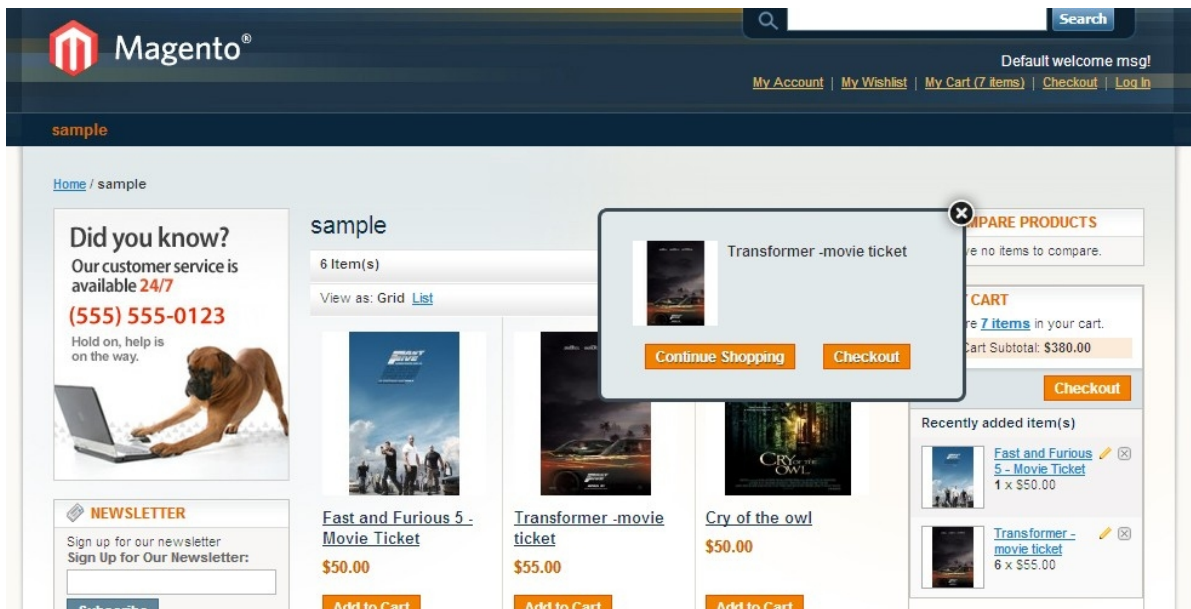 Magento®
Search
Default welcome msg!
My Account | My Wishlist | My Cart (7 items) | Checkout | Log In
sample
Home / sample
Did you know?
Our customer service is
available 24/7
(555) 555-0123
Hold on, help is
on the way.
NEWSLETTER
Sign up for our newsletter
Sign Up for Our Newsletter:
Subscribe
sample
6 Item(s)
View as: Grid List
Fast and Furious 5 -
Movie Ticket
$50.00
Add to Cart
Transformer -movie
ticket
$55.00
Add to Cart
CRY OF THE
OWL
Cry of the owl
$50.00
Add to Cart
Transformer -movie ticket
Continue Shopping
Checkout
PARE PRODUCTS
no items to compare.
CART
7 items in your cart.
Cart Subtotal: $380.00
Checkout
Recently added item(s)
Fast and Furious
5 - Movie Ticket
1 x $50.00
Transformer -
movie ticket
6 x $55.00